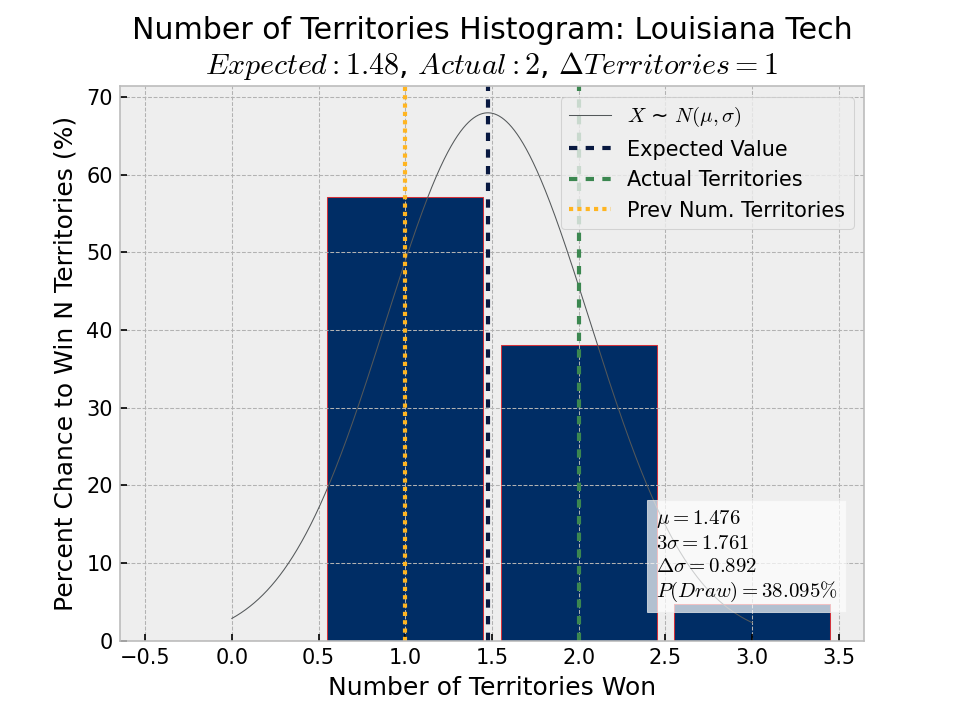 Number of Territories Histogram: Louisiana Tech
Expected : 1.48, Actual : 2, ΔTerritories = 1
Percent Chance to Win N Territories (%)
70
60
50
40
30
20
10
0
X ~ N(μ, σ)
Expected Value
Actual Territories
Prev Num. Territories
μ = 1.476
3σ = 1.761
Δσ = 0.892
P(Draw) = 38.095%
−0.5 0.0 0.5 1.0 1.5 2.0 2.5 3.0 3.5
Number of Territories Won